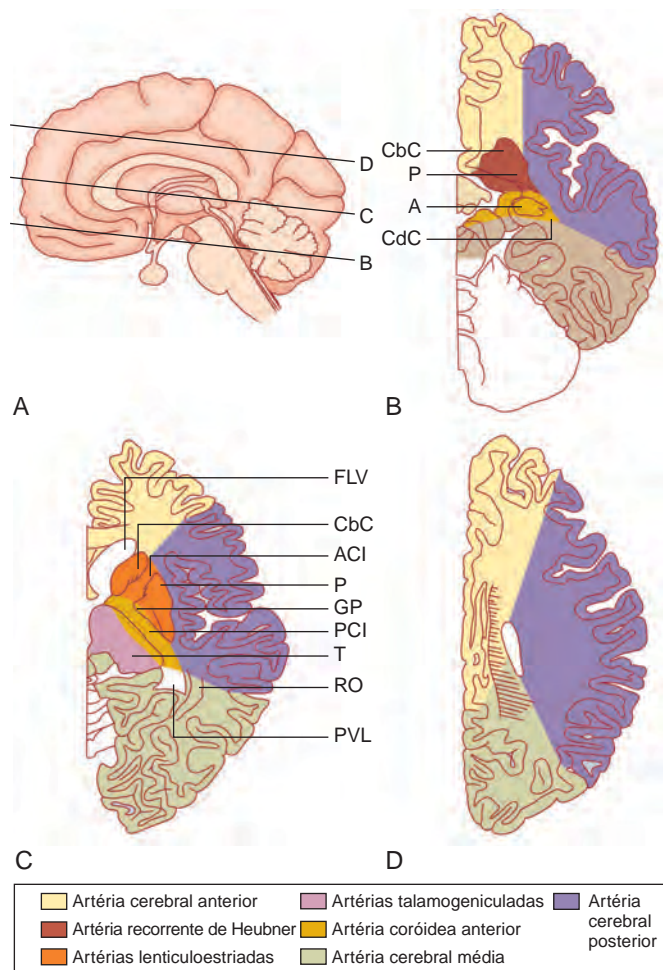 D
C
B
A
CbC
P
A
CdC
B
FLV
CbC
ACI
P
GP
PCI
T
RO
PVL
C
D
Artéria cerebral anterior
Artéria recorrente de Heubner
Artérias lenticuloestriadas
Artérias talamogeniculadas
Artéria coróidea anterior
Artéria cerebral média
Artéria
cerebral
posterior